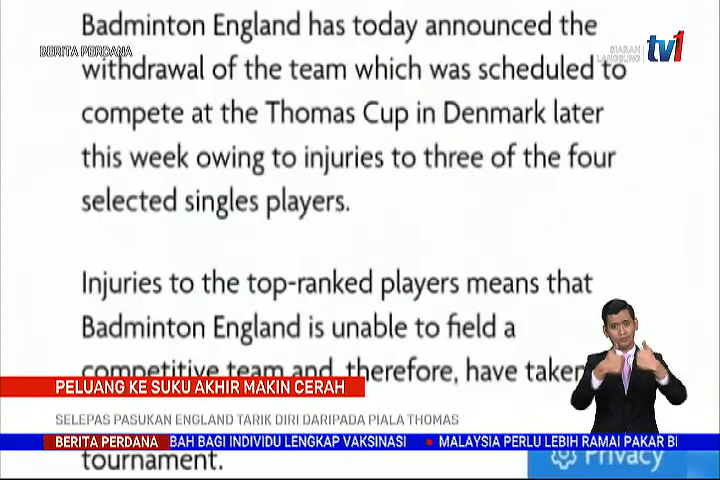 Badminton England has today announced the
BERITA PERDANA
SIARAN
LANGSUNG
tv1
withdrawal of the team which was scheduled to
compete at the Thomas Cup in Denmark later
this week owing to injuries to three of the four
selected singles players.
Injuries to the top-ranked players means that
Badminton England is unable to field a
competitive team and, therefore, have taken
PELUANG KE SUKU AKHIR MAKIN CERAH
SELEPAS PASUKAN ENGLAND TARIK DIRI DARIPADA PIALA THOMAS
BERITA PERDANA BAH BAGI INDIVIDU LENGKAP VAKSINASI • MALAYSIA PERLU LEBIH RAMAI PAKAR BI
tournament.
Privacy